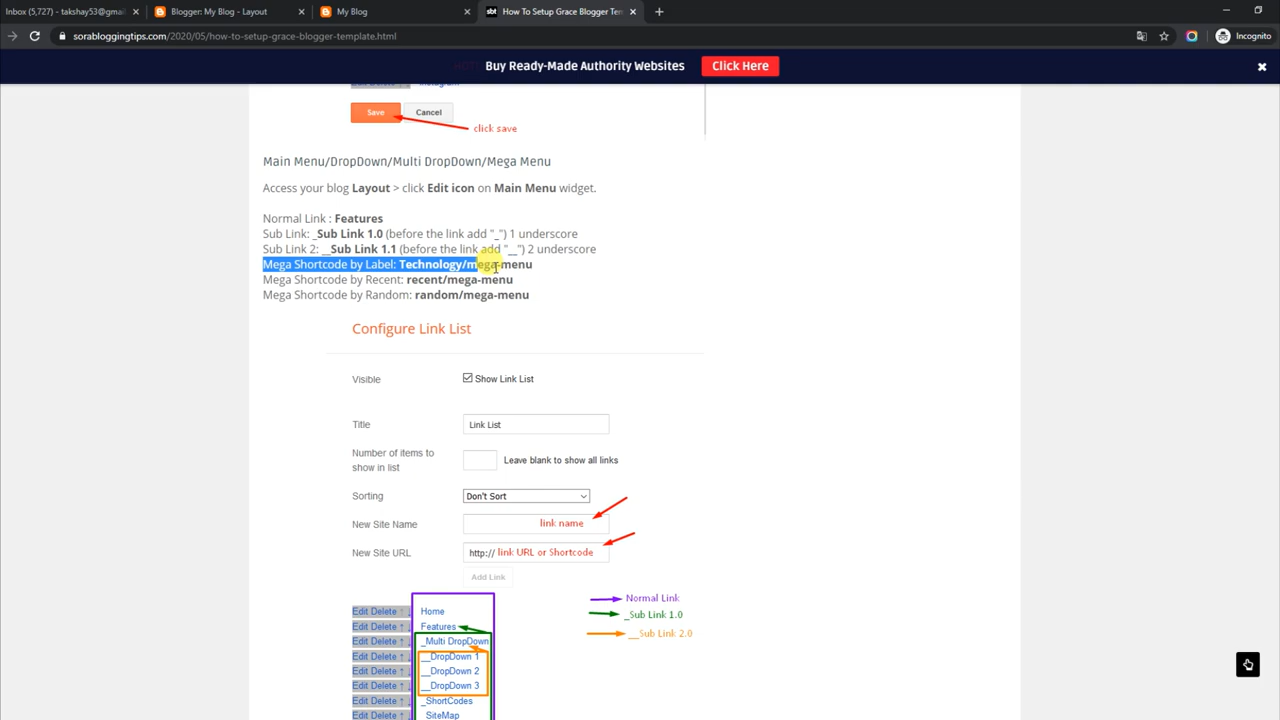 Inbox (5,727) - takshay53@gmai
Blogger: My Blog - Layout
My Blog
sbt How To Setup Grace Blogger Tem
sorabloggingtips.com/2020/05/how-to-setup-grace-blogger-template.html
Incognito
Buy Ready-Made Authority Websites
Click Here
Edit Delete Instagram
Save
Cancel
click save
Main Menu/DropDown/Multi DropDown/Mega Menu
Access your blog Layout > click Edit icon on Main Menu widget.
Normal Link : Features
Sub Link: _Sub Link 1.0 (before the link add "_") 1 underscore
Sub Link 2: __Sub Link 1.1 (before the link add "__") 2 underscore
Mega Shortcode by Label: Technology/mega-menu
Mega Shortcode by Recent: recent/mega-menu
Mega Shortcode by Random: random/mega-menu
Configure Link List
Visible
Show Link List
Title
Link List
Number of items to
show in list
Leave blank to show all links
Sorting
Don't Sort
New Site Name
link name
New Site URL
http:// link URL or Shortcode
Add Link
Normal Link
_Sub Link 1.0
__Sub Link 2.0
Edit Delete ↑ ↓ Home
Edit Delete ↑ ↓ Features
Edit Delete ↑ ↓ _Multi DropDown
Edit Delete ↑ ↓ __DropDown 1
Edit Delete ↑ ↓ __DropDown 2
Edit Delete ↑ ↓ __DropDown 3
Edit Delete ↑ ↓ _ShortCodes
Edit Delete ↑ ↓ _SiteMap